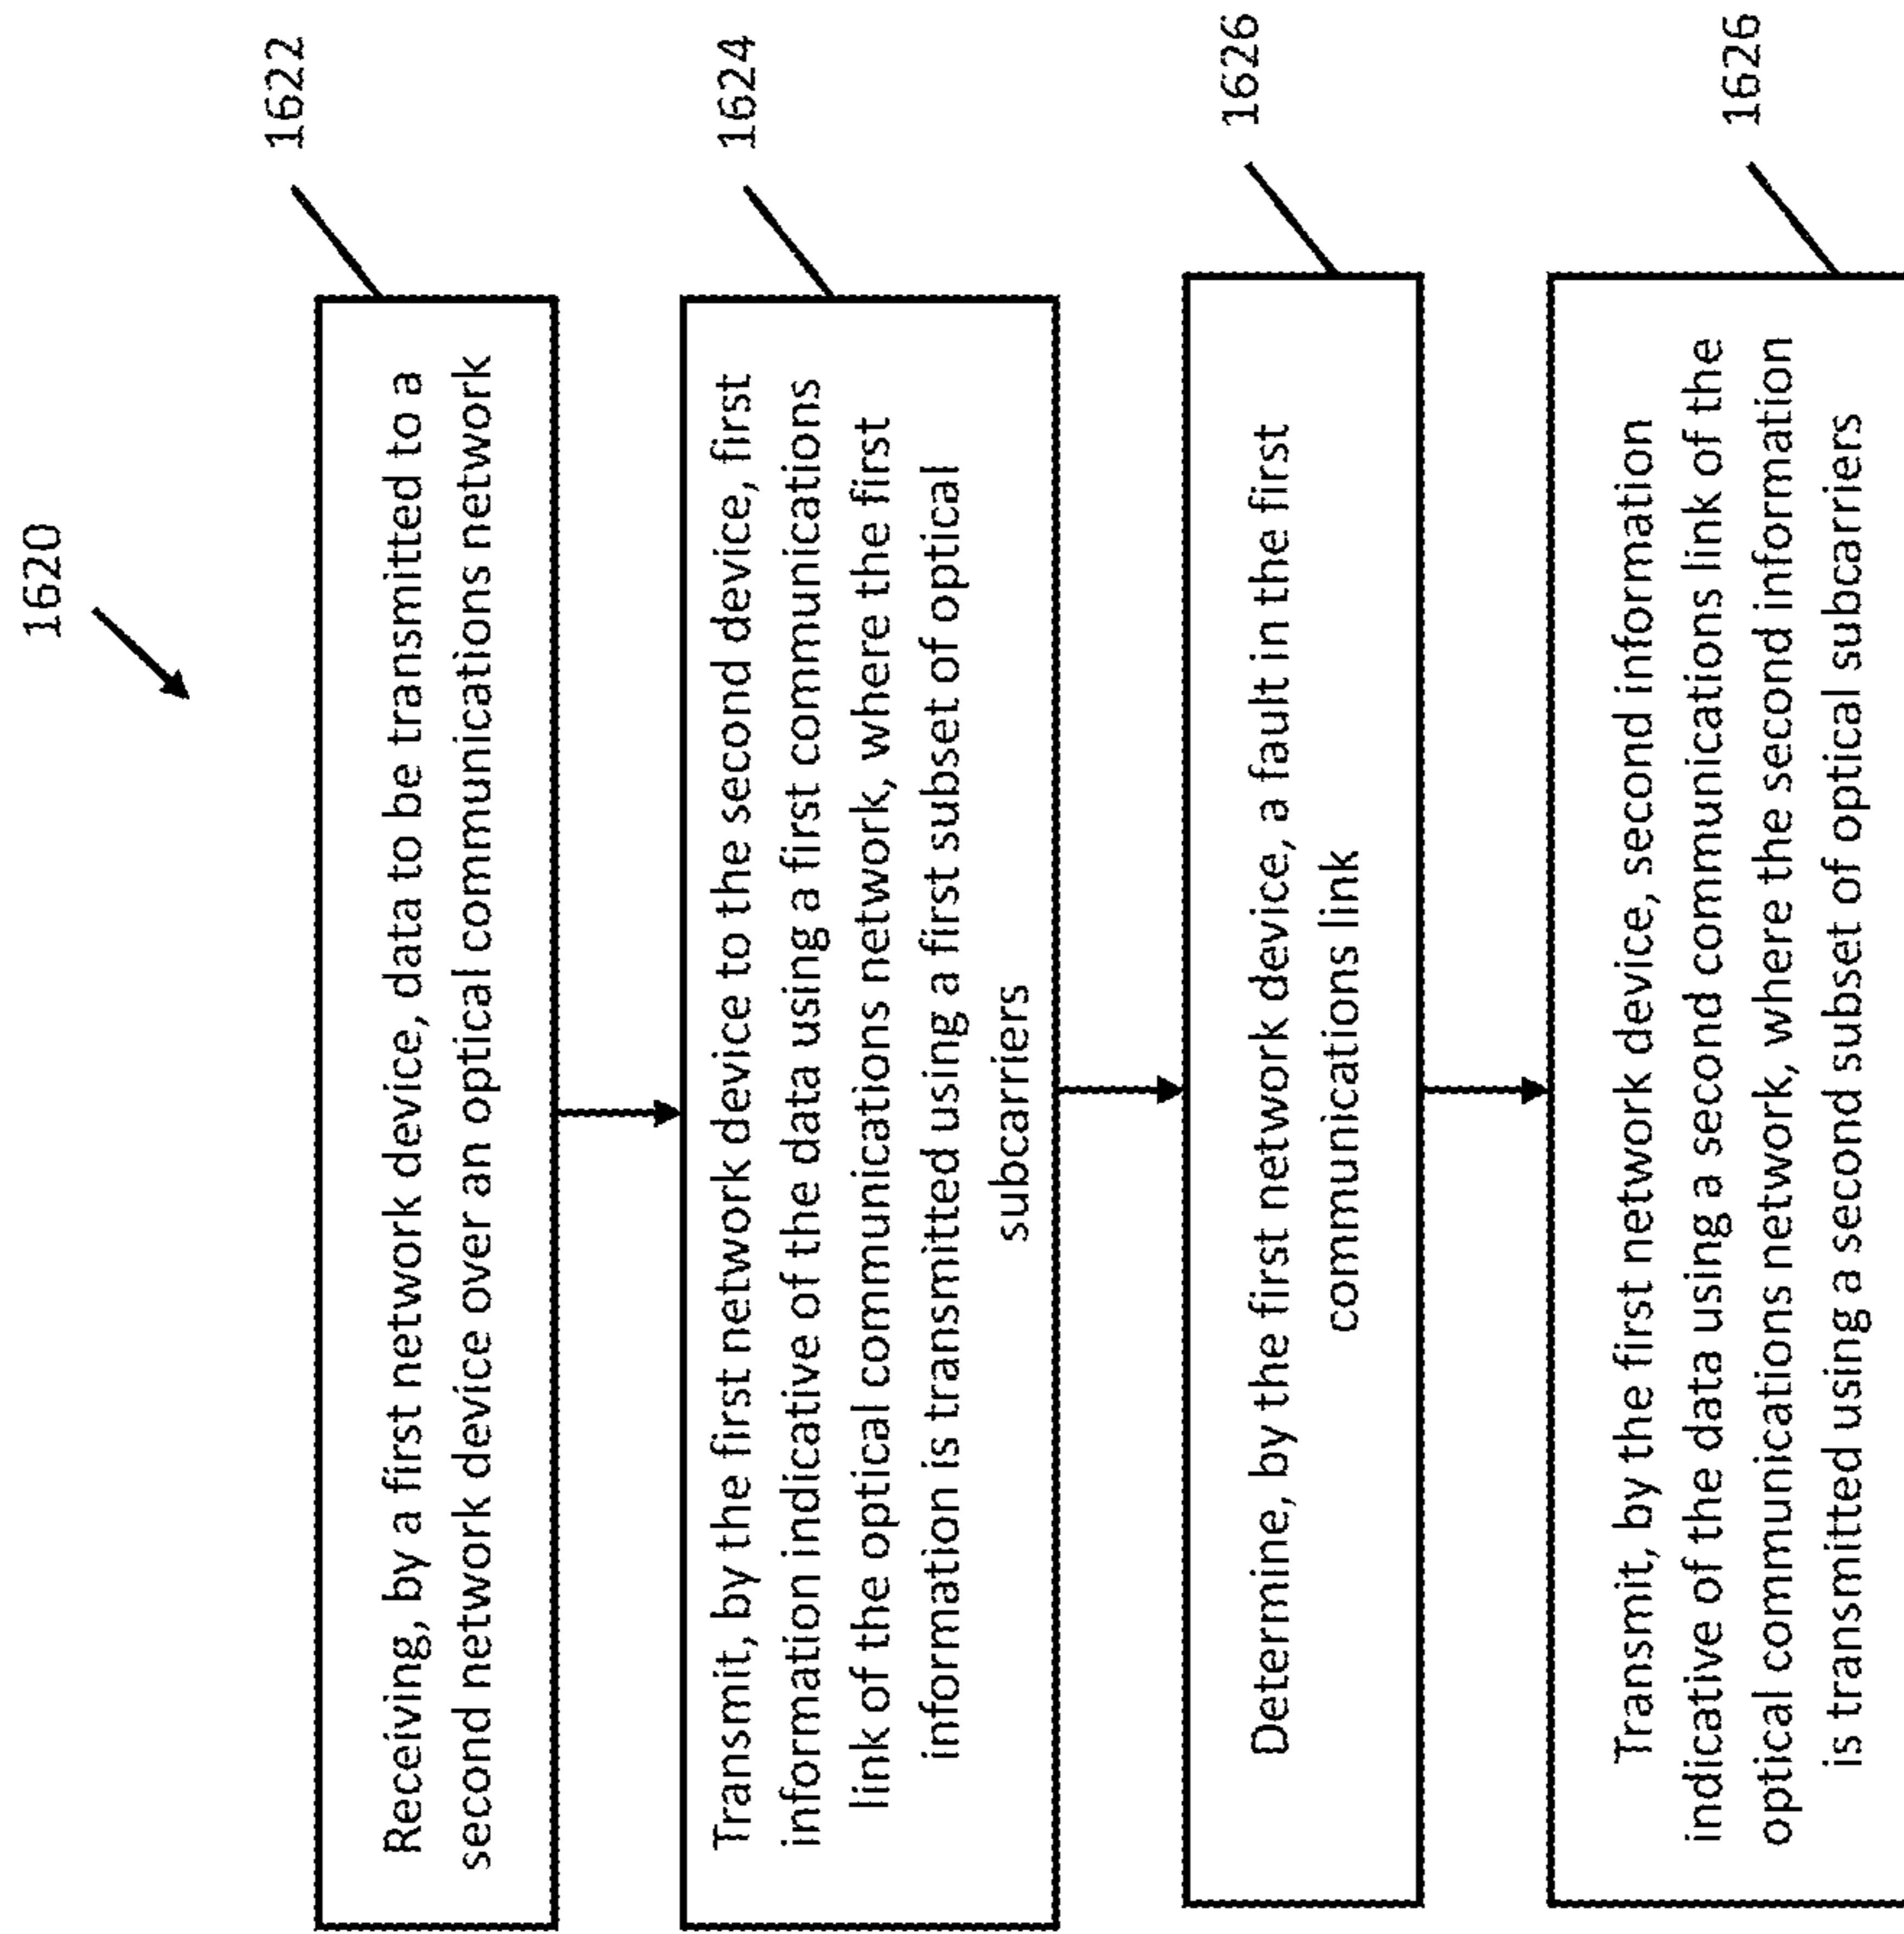 1620
1622
Receiving, by a first network device, data to be transmitted to a
second network device over an optical communications network
1624
Transmit, by the first network device to the second device, first
information indicative of the data using a first communications
link of the optical communications network, where the first
information is transmitted using a first subset of optical
subcarriers
1626
Determine, by the first network device, a fault in the first
communications link
1626
Transmit, by the first network device, second information
indicative of the data using a second communications link of the
optical communications network, where the second information
is transmitted using a second subset of optical subcarriers